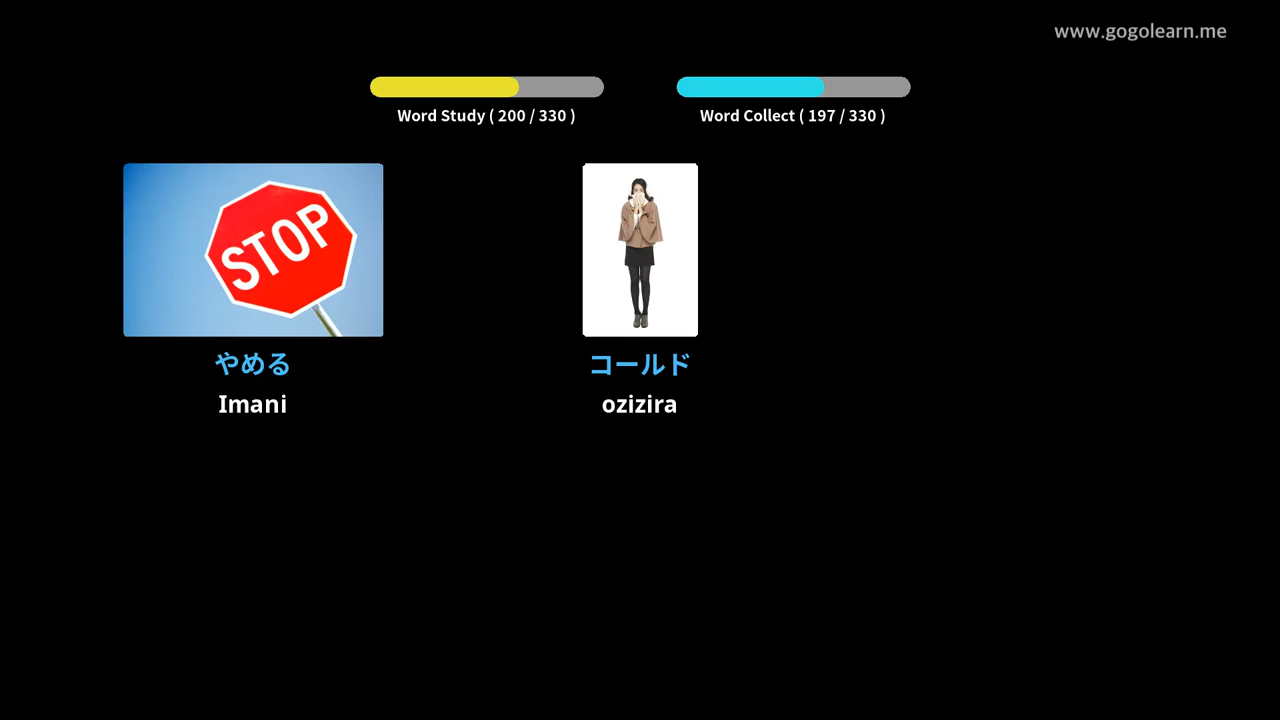 www.gogolearn.me
Word Study ( 200 / 330 )
Word Collect ( 197 / 330 )
STOP
やめる
コールド
Imani
ozizira